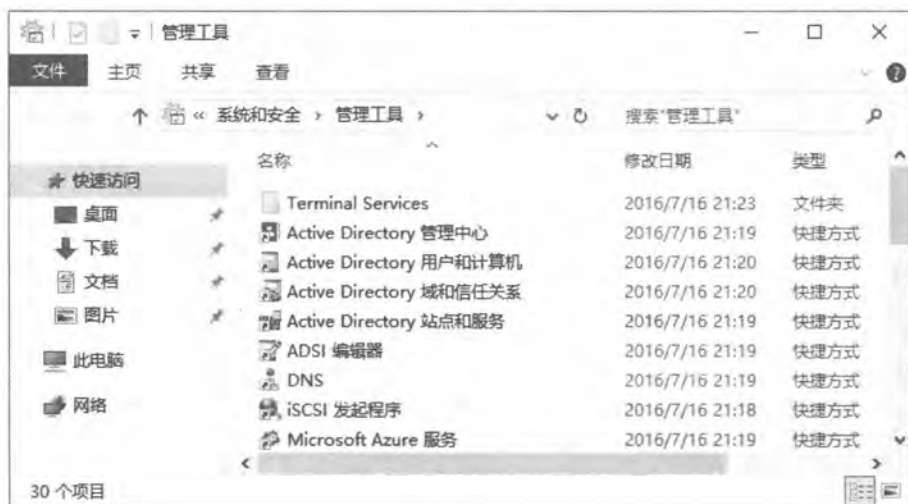 管理工具
文件 主页 共享 查看
« 系统和安全 › 管理工具 › 搜索"管理工具"
名称 修改日期 类型
快速访问
桌面
下载
文档
图片
此电脑
网络
Terminal Services 2016/7/16 21:23 文件夹
Active Directory 管理中心 2016/7/16 21:19 快捷方式
Active Directory 用户和计算机 2016/7/16 21:20 快捷方式
Active Directory 域和信任关系 2016/7/16 21:20 快捷方式
Active Directory 站点和服务 2016/7/16 21:19 快捷方式
ADSI 编辑器 2016/7/16 21:19 快捷方式
DNS 2016/7/16 21:19 快捷方式
iSCSI 发起程序 2016/7/16 21:18 快捷方式
Microsoft Azure 服务 2016/7/16 21:19 快捷方式
30 个项目